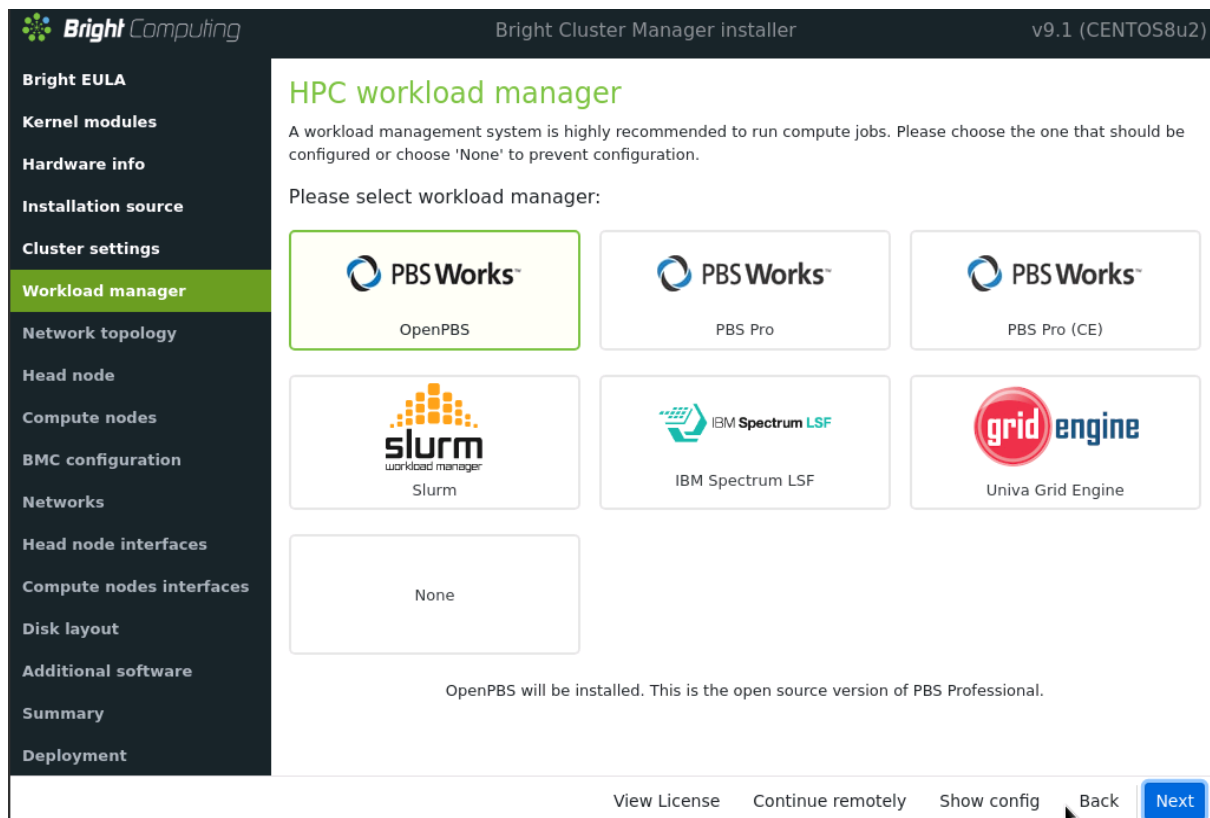 Bright Computing
Bright Cluster Manager installer
v9.1 (CENTOS8u2)
Bright EULA
Kernel modules
Hardware info
Installation source
Cluster settings
Workload manager
Network topology
Head node
Compute nodes
BMC configuration
Networks
Head node interfaces
Compute nodes interfaces
Disk layout
Additional software
Summary
Deployment
HPC workload manager
A workload management system is highly recommended to run compute jobs. Please choose the one that should be
configured or choose 'None' to prevent configuration.
Please select workload manager:
PBS Works™
OpenPBS
PBS Works™
PBS Pro
PBS Works™
PBS Pro (CE)
slurm
workload manager
Slurm
IBM Spectrum LSF
IBM Spectrum LSF
grid engine
Univa Grid Engine
None
OpenPBS will be installed. This is the open source version of PBS Professional.
View License
Continue remotely
Show config
Back
Next